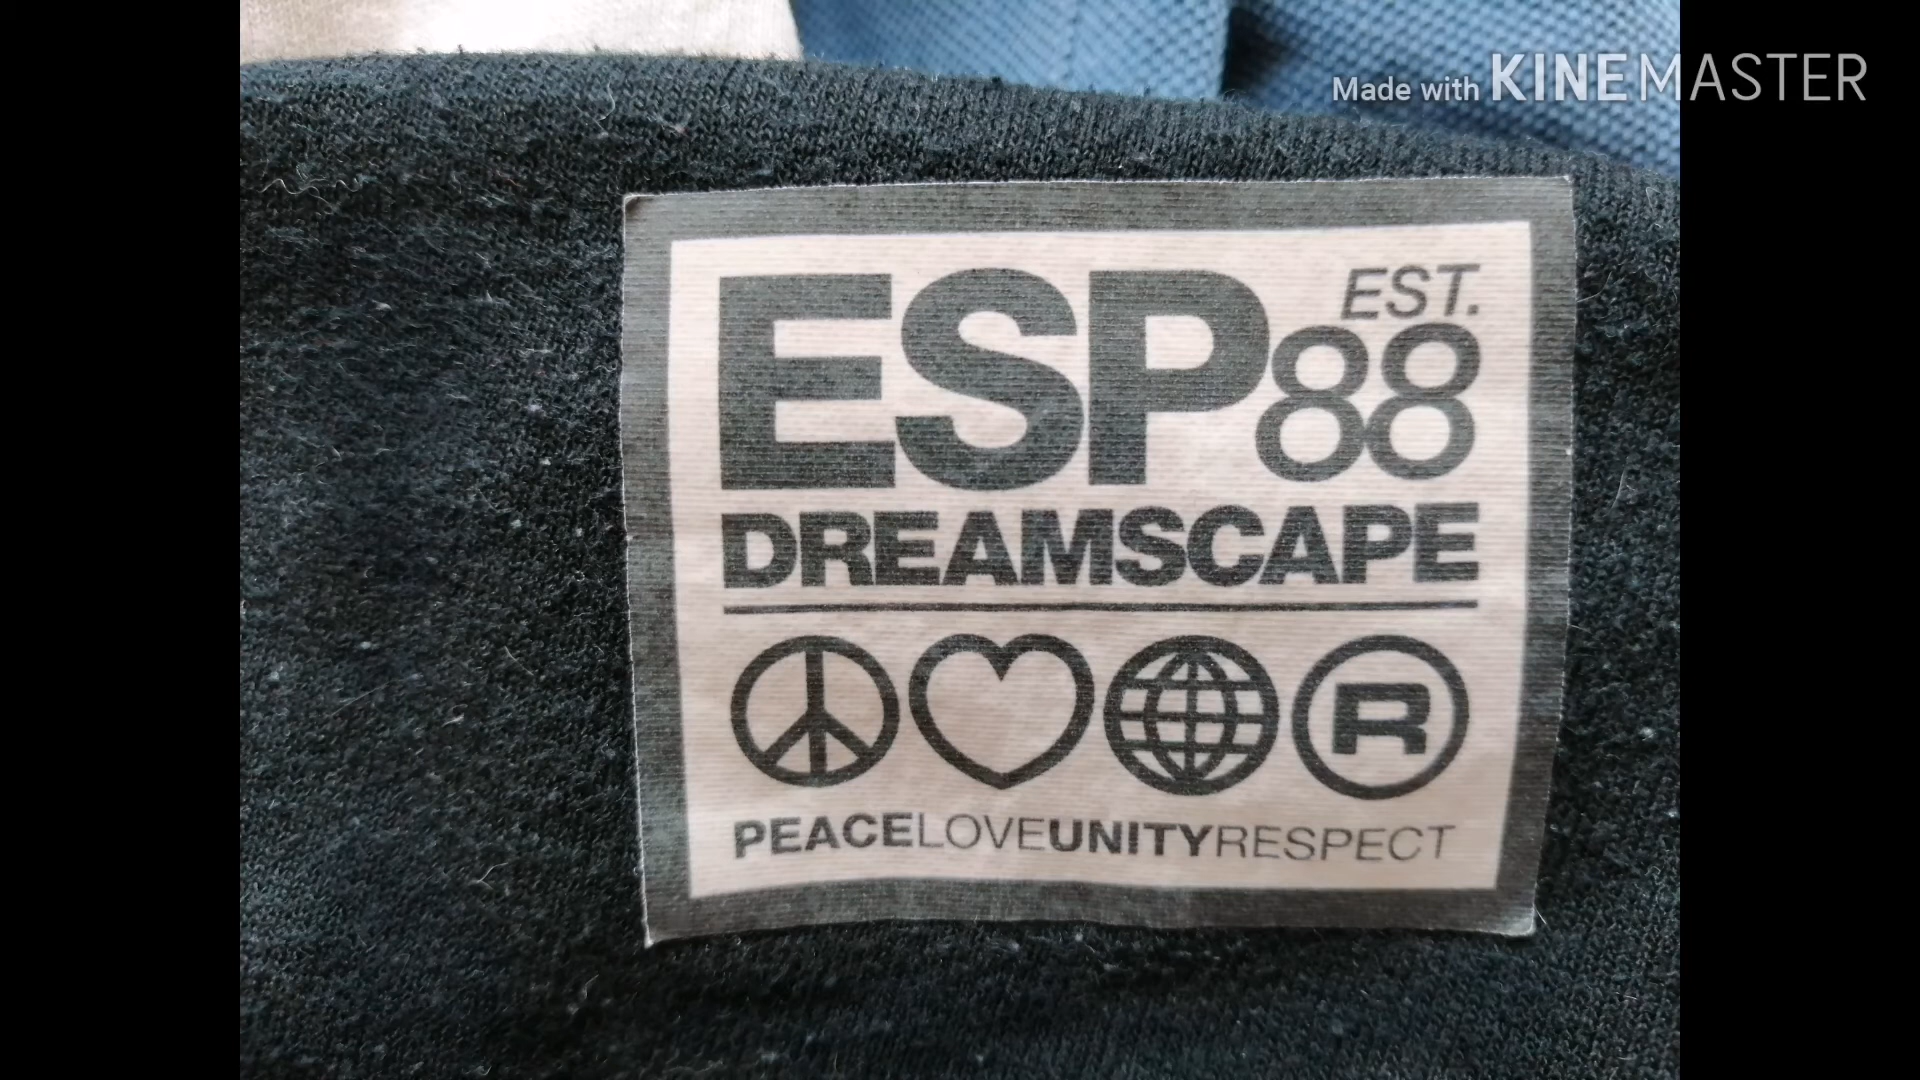 Made with KINEMASTER
EST.
ESP88
DREAMSCAPE
R
PEACELOVEUNITYRESPECT